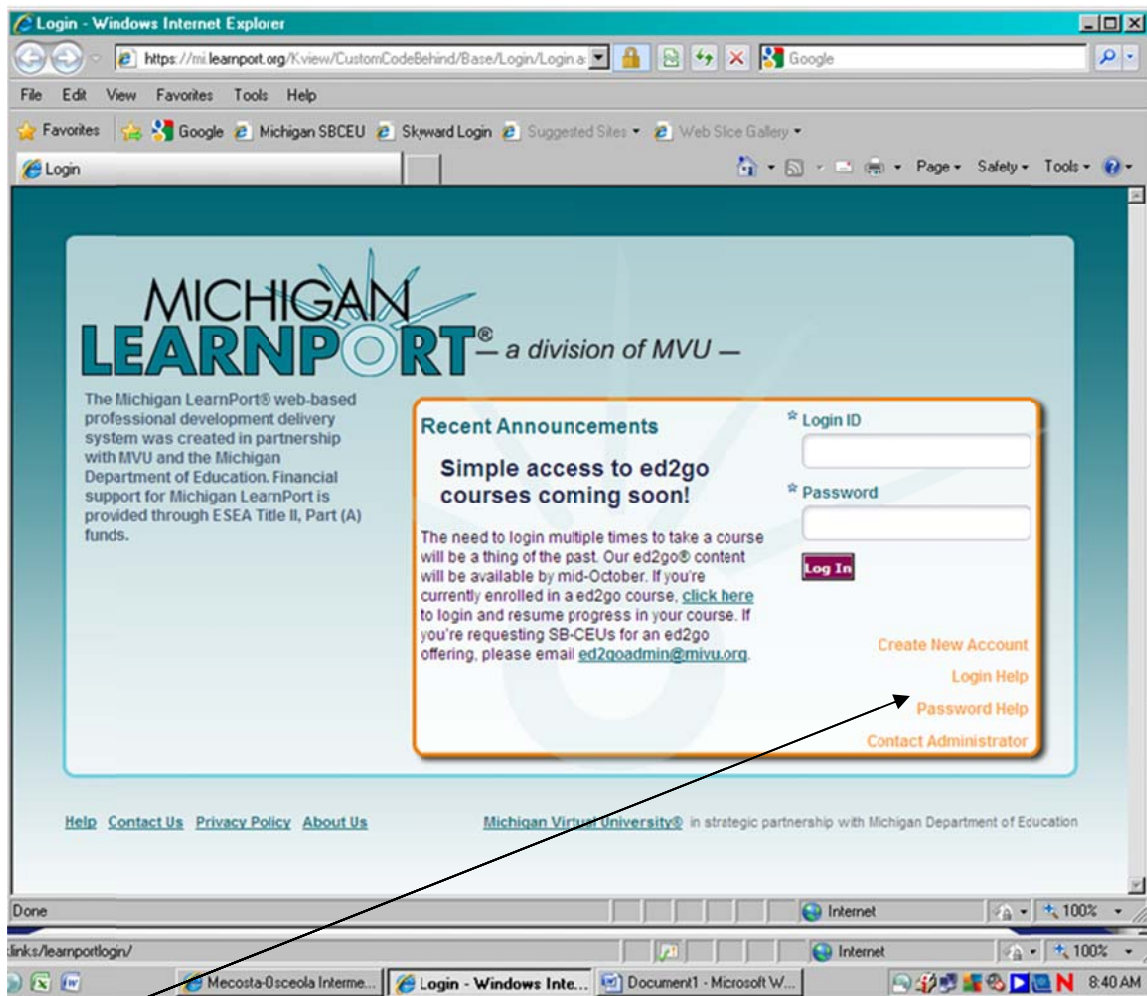 Login - Windows Internet Explorer
https://mi.learnport.org/Kview/CustomCodeBehind/Base/Login/Login.a
Google
File Edit View Favorites Tools Help
Favorites Google Michigan SBCEU Skyward Login Suggested Sites Web Slice Gallery
Login
Page Safety Tools
MICHIGAN
LEARNPORT® — a division of MVU —
The Michigan LearnPort® web-based
professional development delivery
system was created in partnership
with MVU and the Michigan
Department of Education. Financial
support for Michigan LearnPort is
provided through ESEA Title II, Part (A)
funds.
Recent Announcements
Simple access to ed2go
courses coming soon!
The need to login multiple times to take a course
will be a thing of the past. Our ed2go® content
will be available by mid-October. If you're
currently enrolled in a ed2go course, click here
to login and resume progress in your course. If
you're requesting SB-CEUs for an ed2go
offering, please email ed2goadmin@mivu.org.
* Login ID
* Password
Log In
Create New Account
Login Help
Password Help
Contact Administrator
Help Contact Us Privacy Policy About Us
Michigan Virtual University® in strategic partnership with Michigan Department of Education
Done Internet 100%
links/learnportlogin/ Internet 100%
Mecosta-Osceola Interme... Login - Windows Inte... Document1 - Microsoft W... 8:40 AM